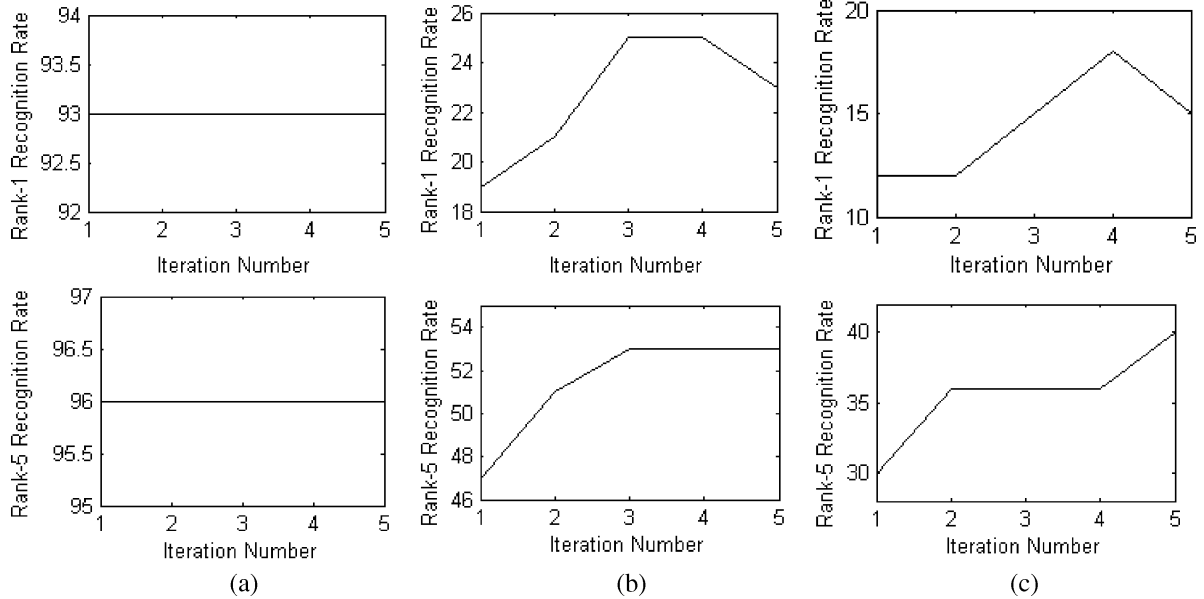 Rank-1 Recognition Rate
94
93.5
93
92.5
92
1 2 3 4 5
Iteration Number
Rank-1 Recognition Rate
26
24
22
20
18
1 2 3 4 5
Iteration Number
Rank-1 Recognition Rate
20
15
10
1 2 3 4 5
Iteration Number
Rank-5 Recognition Rate
97
96.5
96
95.5
95
1 2 3 4 5
Iteration Number
Rank-5 Recognition Rate
54
52
50
48
46
1 2 3 4 5
Iteration Number
Rank-5 Recognition Rate
40
35
30
1 2 3 4 5
Iteration Number
(a) (b) (c)